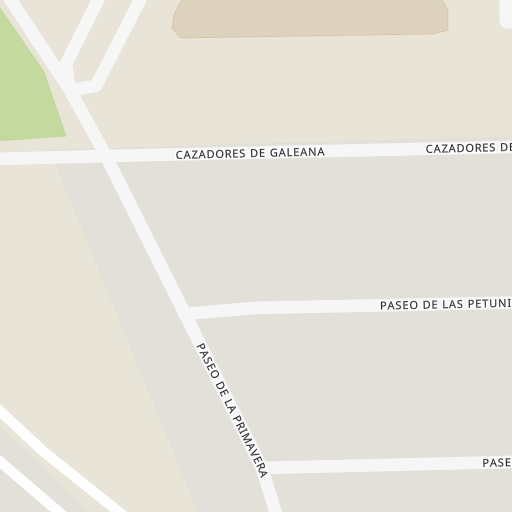 CAZADORES DE GALEANA
CAZADORES DE
PASEO DE LAS PETUNI
PASEO DE LA PRIMAVERA
PASE